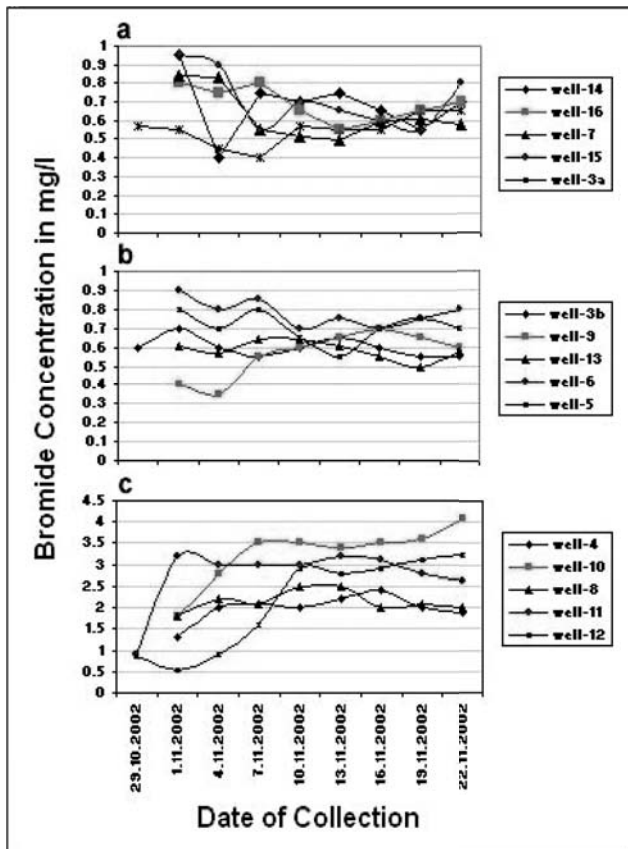 a
1
0.9
0.8
0.7
0.6
0.5
0.4
0.3
0.2
0.1
0
well-14
well-16
well-7
well-15
well-3a
b
1
0.9
0.8
0.7
0.6
0.5
0.4
0.3
0.2
0.1
0
well-3b
well-9
well-13
well-6
well-5
c
4.5
4
3.5
3
2.5
2
1.5
1
0.5
0
well-4
well-10
well-8
well-11
well-12
Bromide Concentration in mg/l
29.10.2002
1.11.2002
4.11.2002
7.11.2002
10.11.2002
13.11.2002
16.11.2002
19.11.2002
22.11.2002
Date of Collection